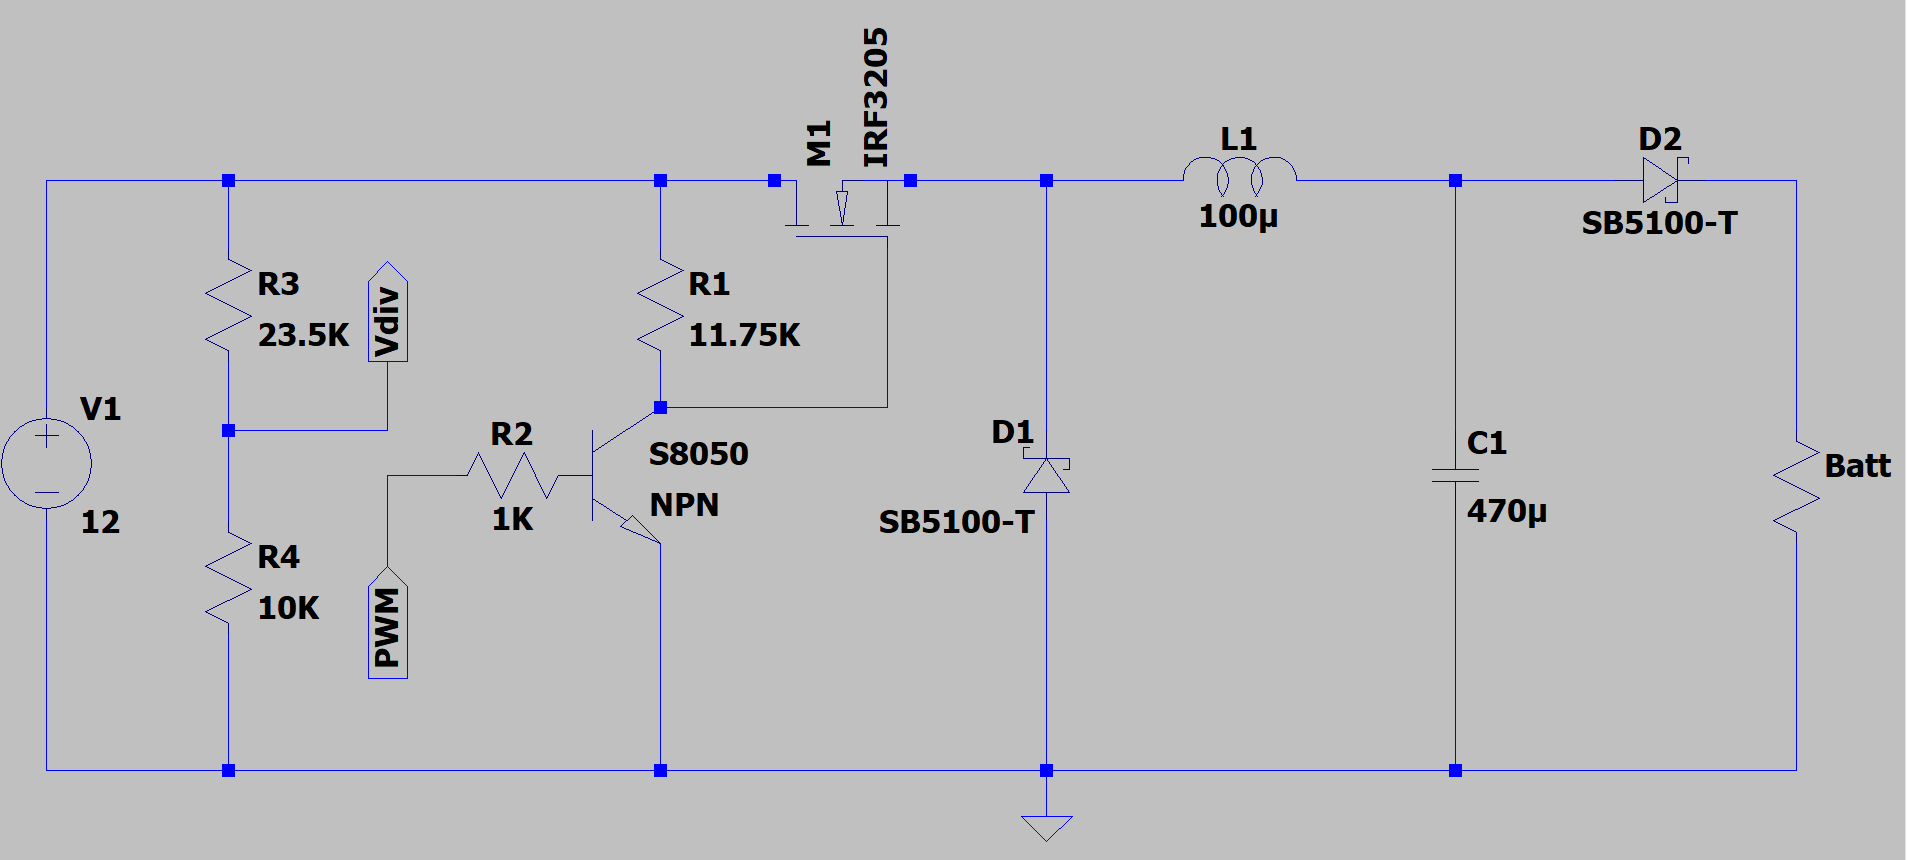 M1
IRF3205
L1
100µ
D2
SB5100-T
R3
23.5K
Vdiv
R1
11.75K
V1
12
R2
1K
S8050
NPN
D1
SB5100-T
C1
470µ
Batt
R4
10K
PWM